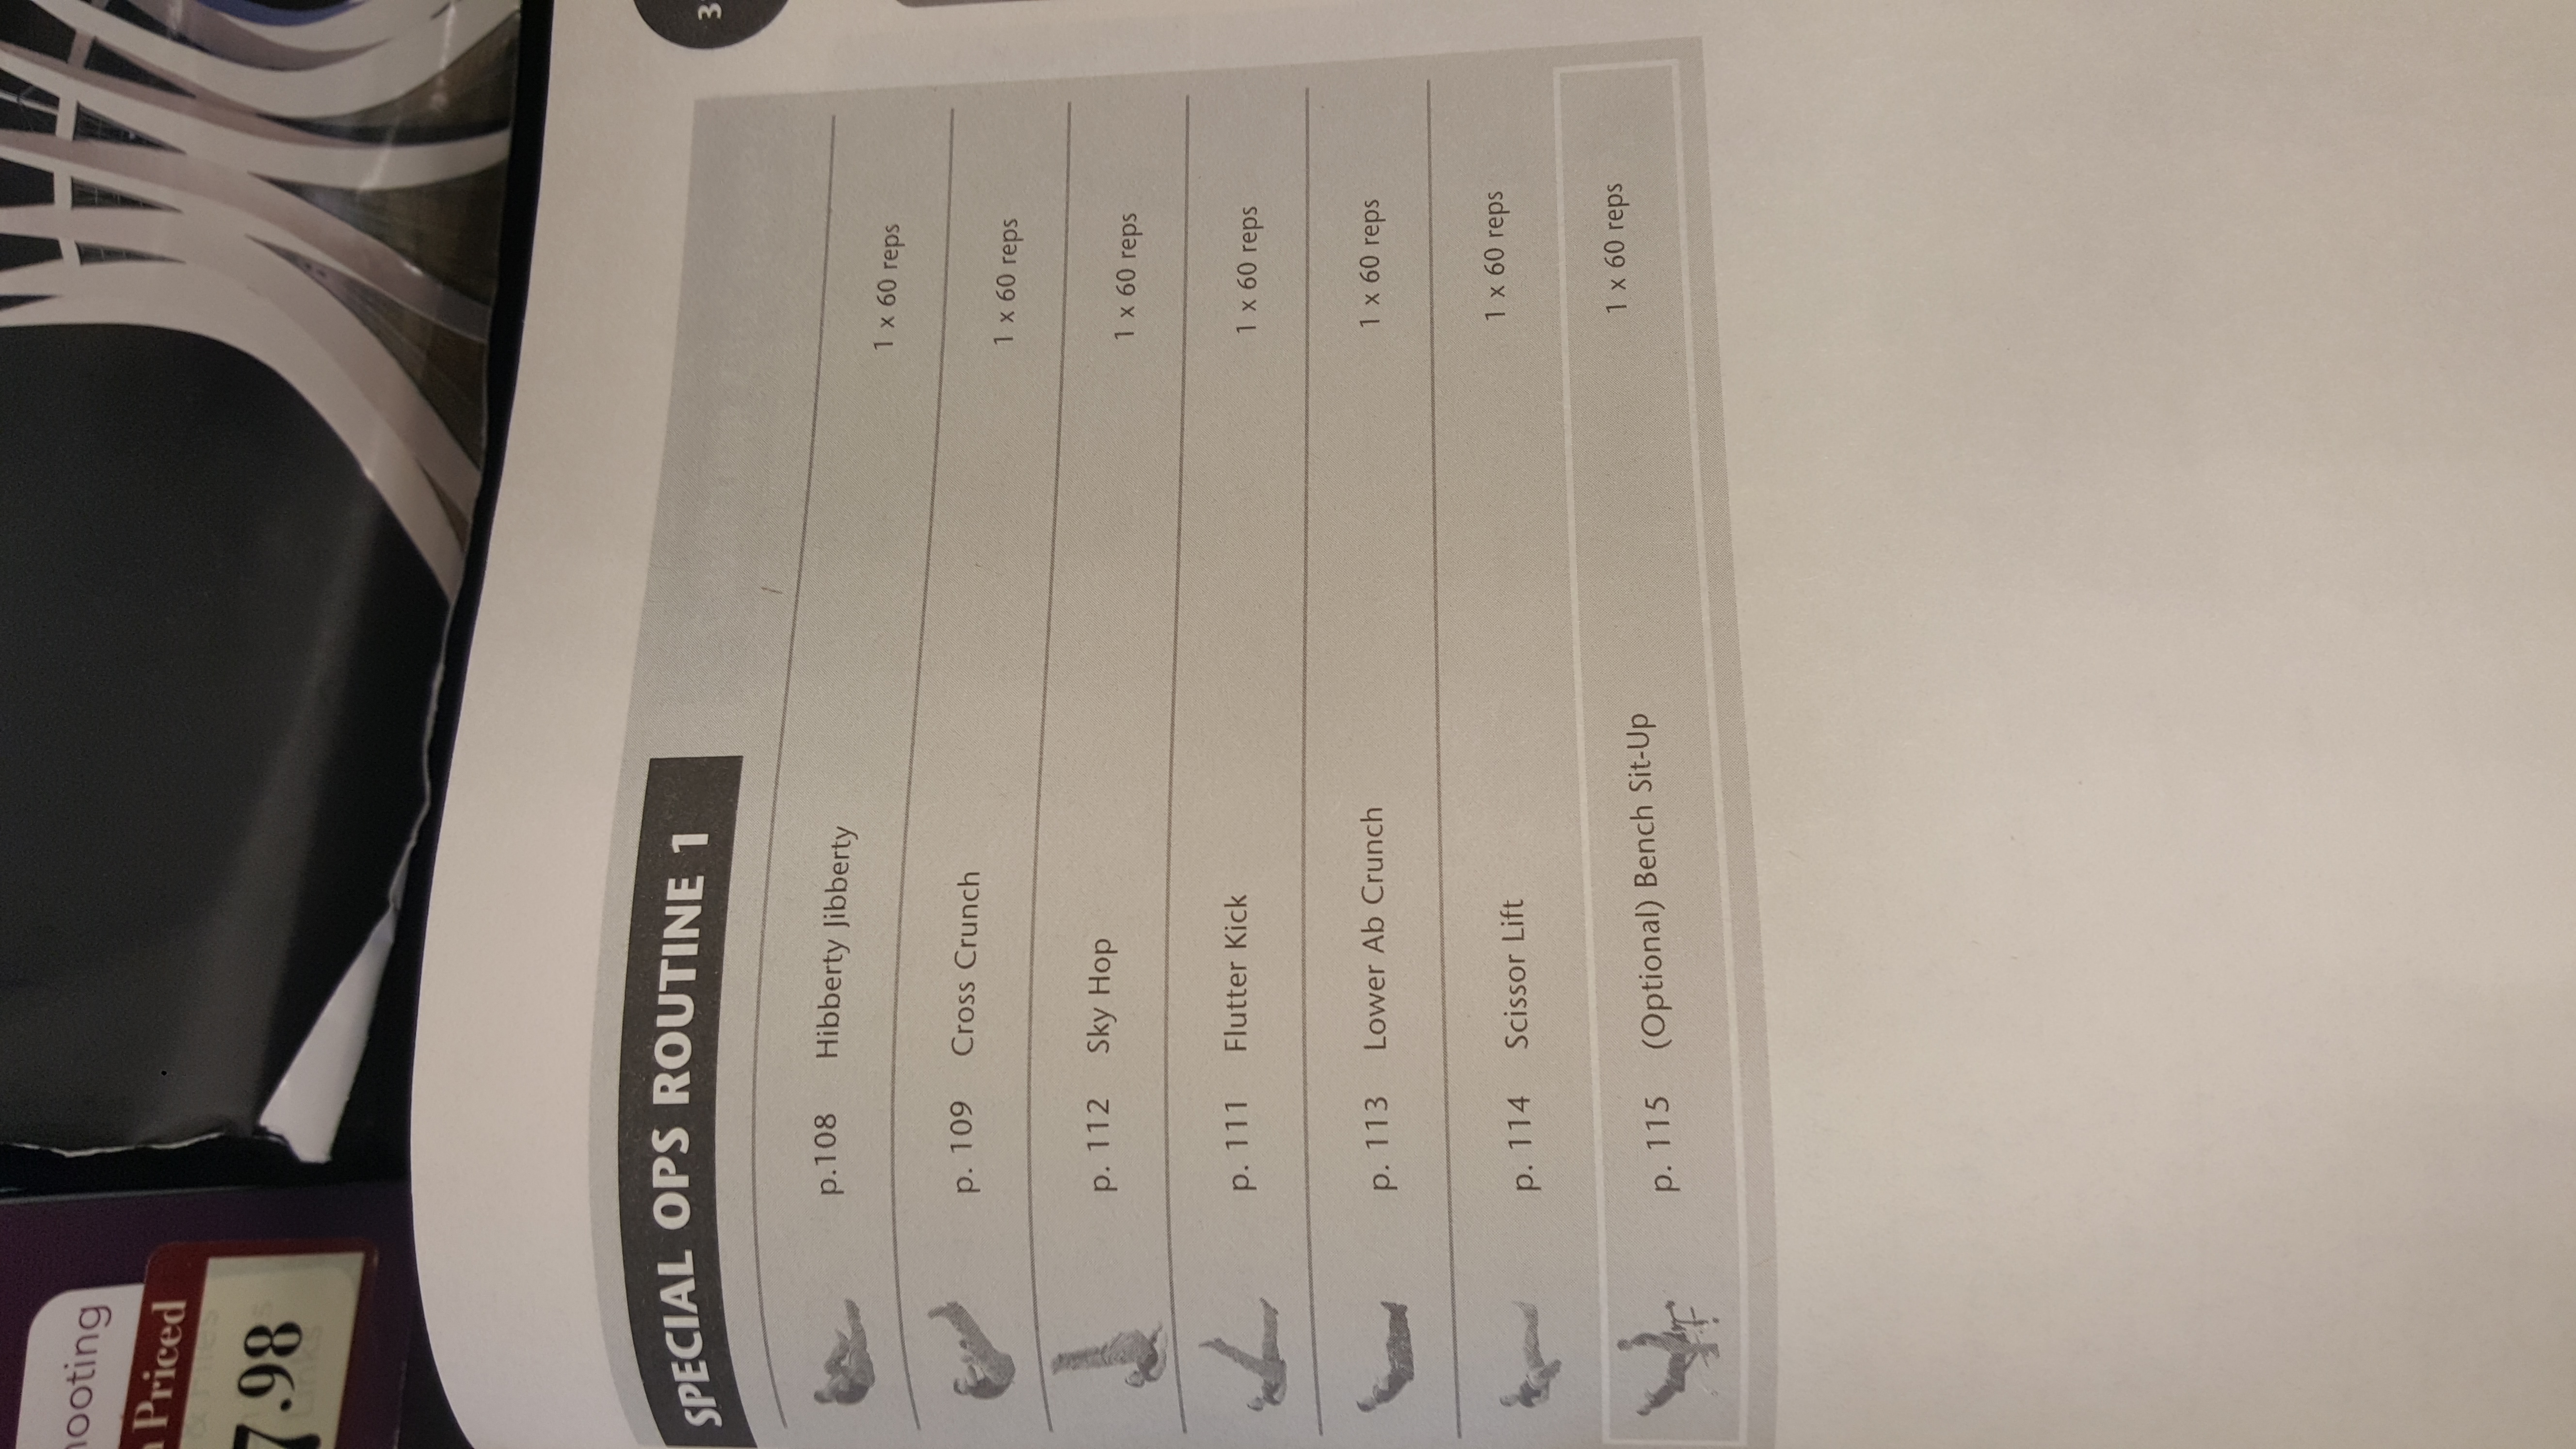 Priced
7.98
SPECIAL OPS ROUTINE 1
p.108 Hibberty Jibberty 1 x 60 reps
p. 109 Cross Crunch 1 x 60 reps
p. 112 Sky Hop 1 x 60 reps
p. 111 Flutter Kick 1 x 60 reps
p. 113 Lower Ab Crunch 1 x 60 reps
p. 114 Scissor Lift 1 x 60 reps
p. 115 (Optional) Bench Sit-Up 1 x 60 reps